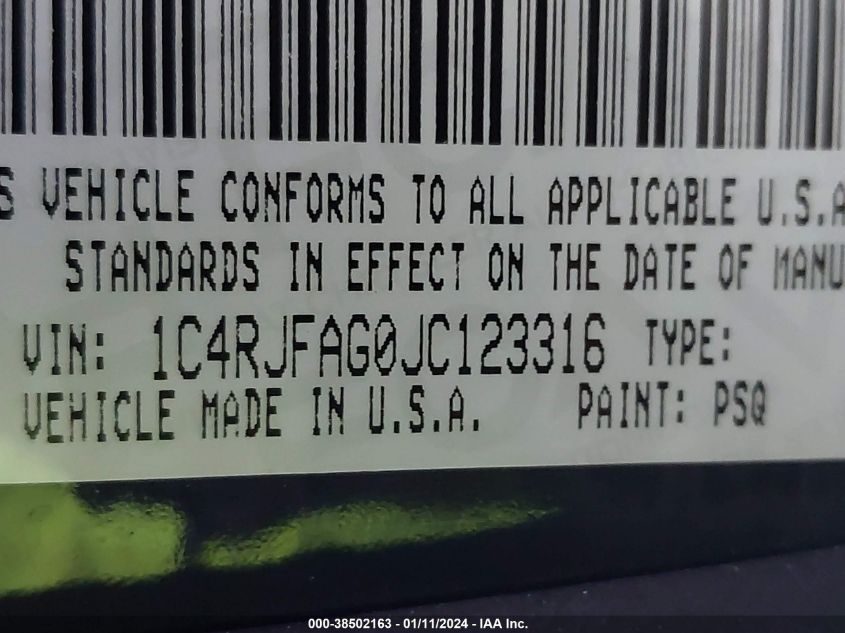 S VEHICLE CONFORMS TO ALL APPLICABLE U.S.A
STANDARDS IN EFFECT ON THE DATE OF MANU
VIN: 1C4RJFAG0JC123316 TYPE:
VEHICLE MADE IN U.S.A. PAINT: PSQ
000-38502163 - 01/11/2024 - IAA Inc.